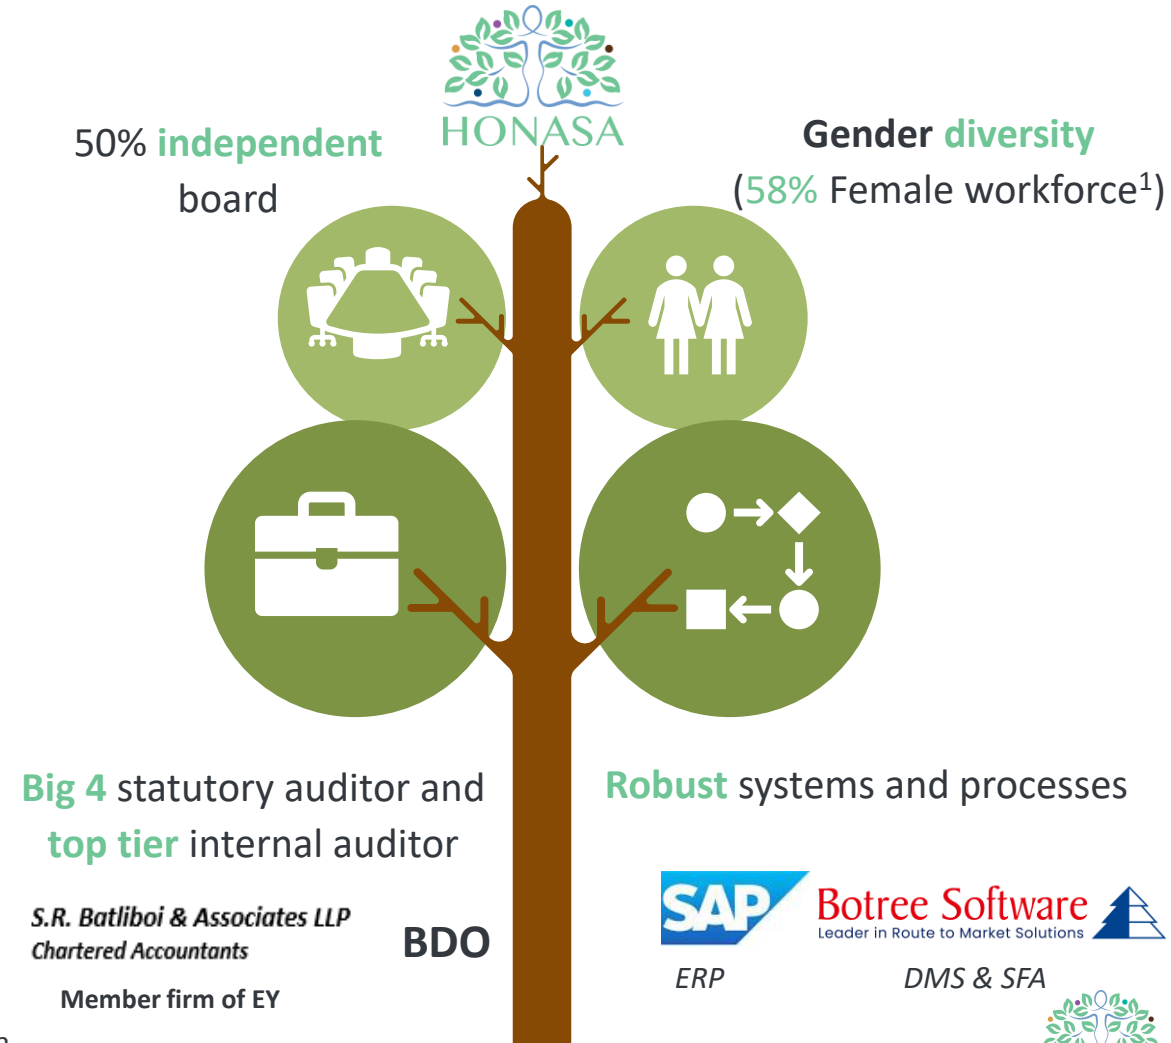 HONASA
50% independent
board
Gender diversity
(58% Female workforce¹)
Big 4 statutory auditor and
top tier internal auditor
S.R. Batliboi & Associates LLP
Chartered Accountants
Member firm of EY
BDO
Robust systems and processes
SAP
ERP
Botree Software
Leader in Route to Market Solutions
DMS & SFA